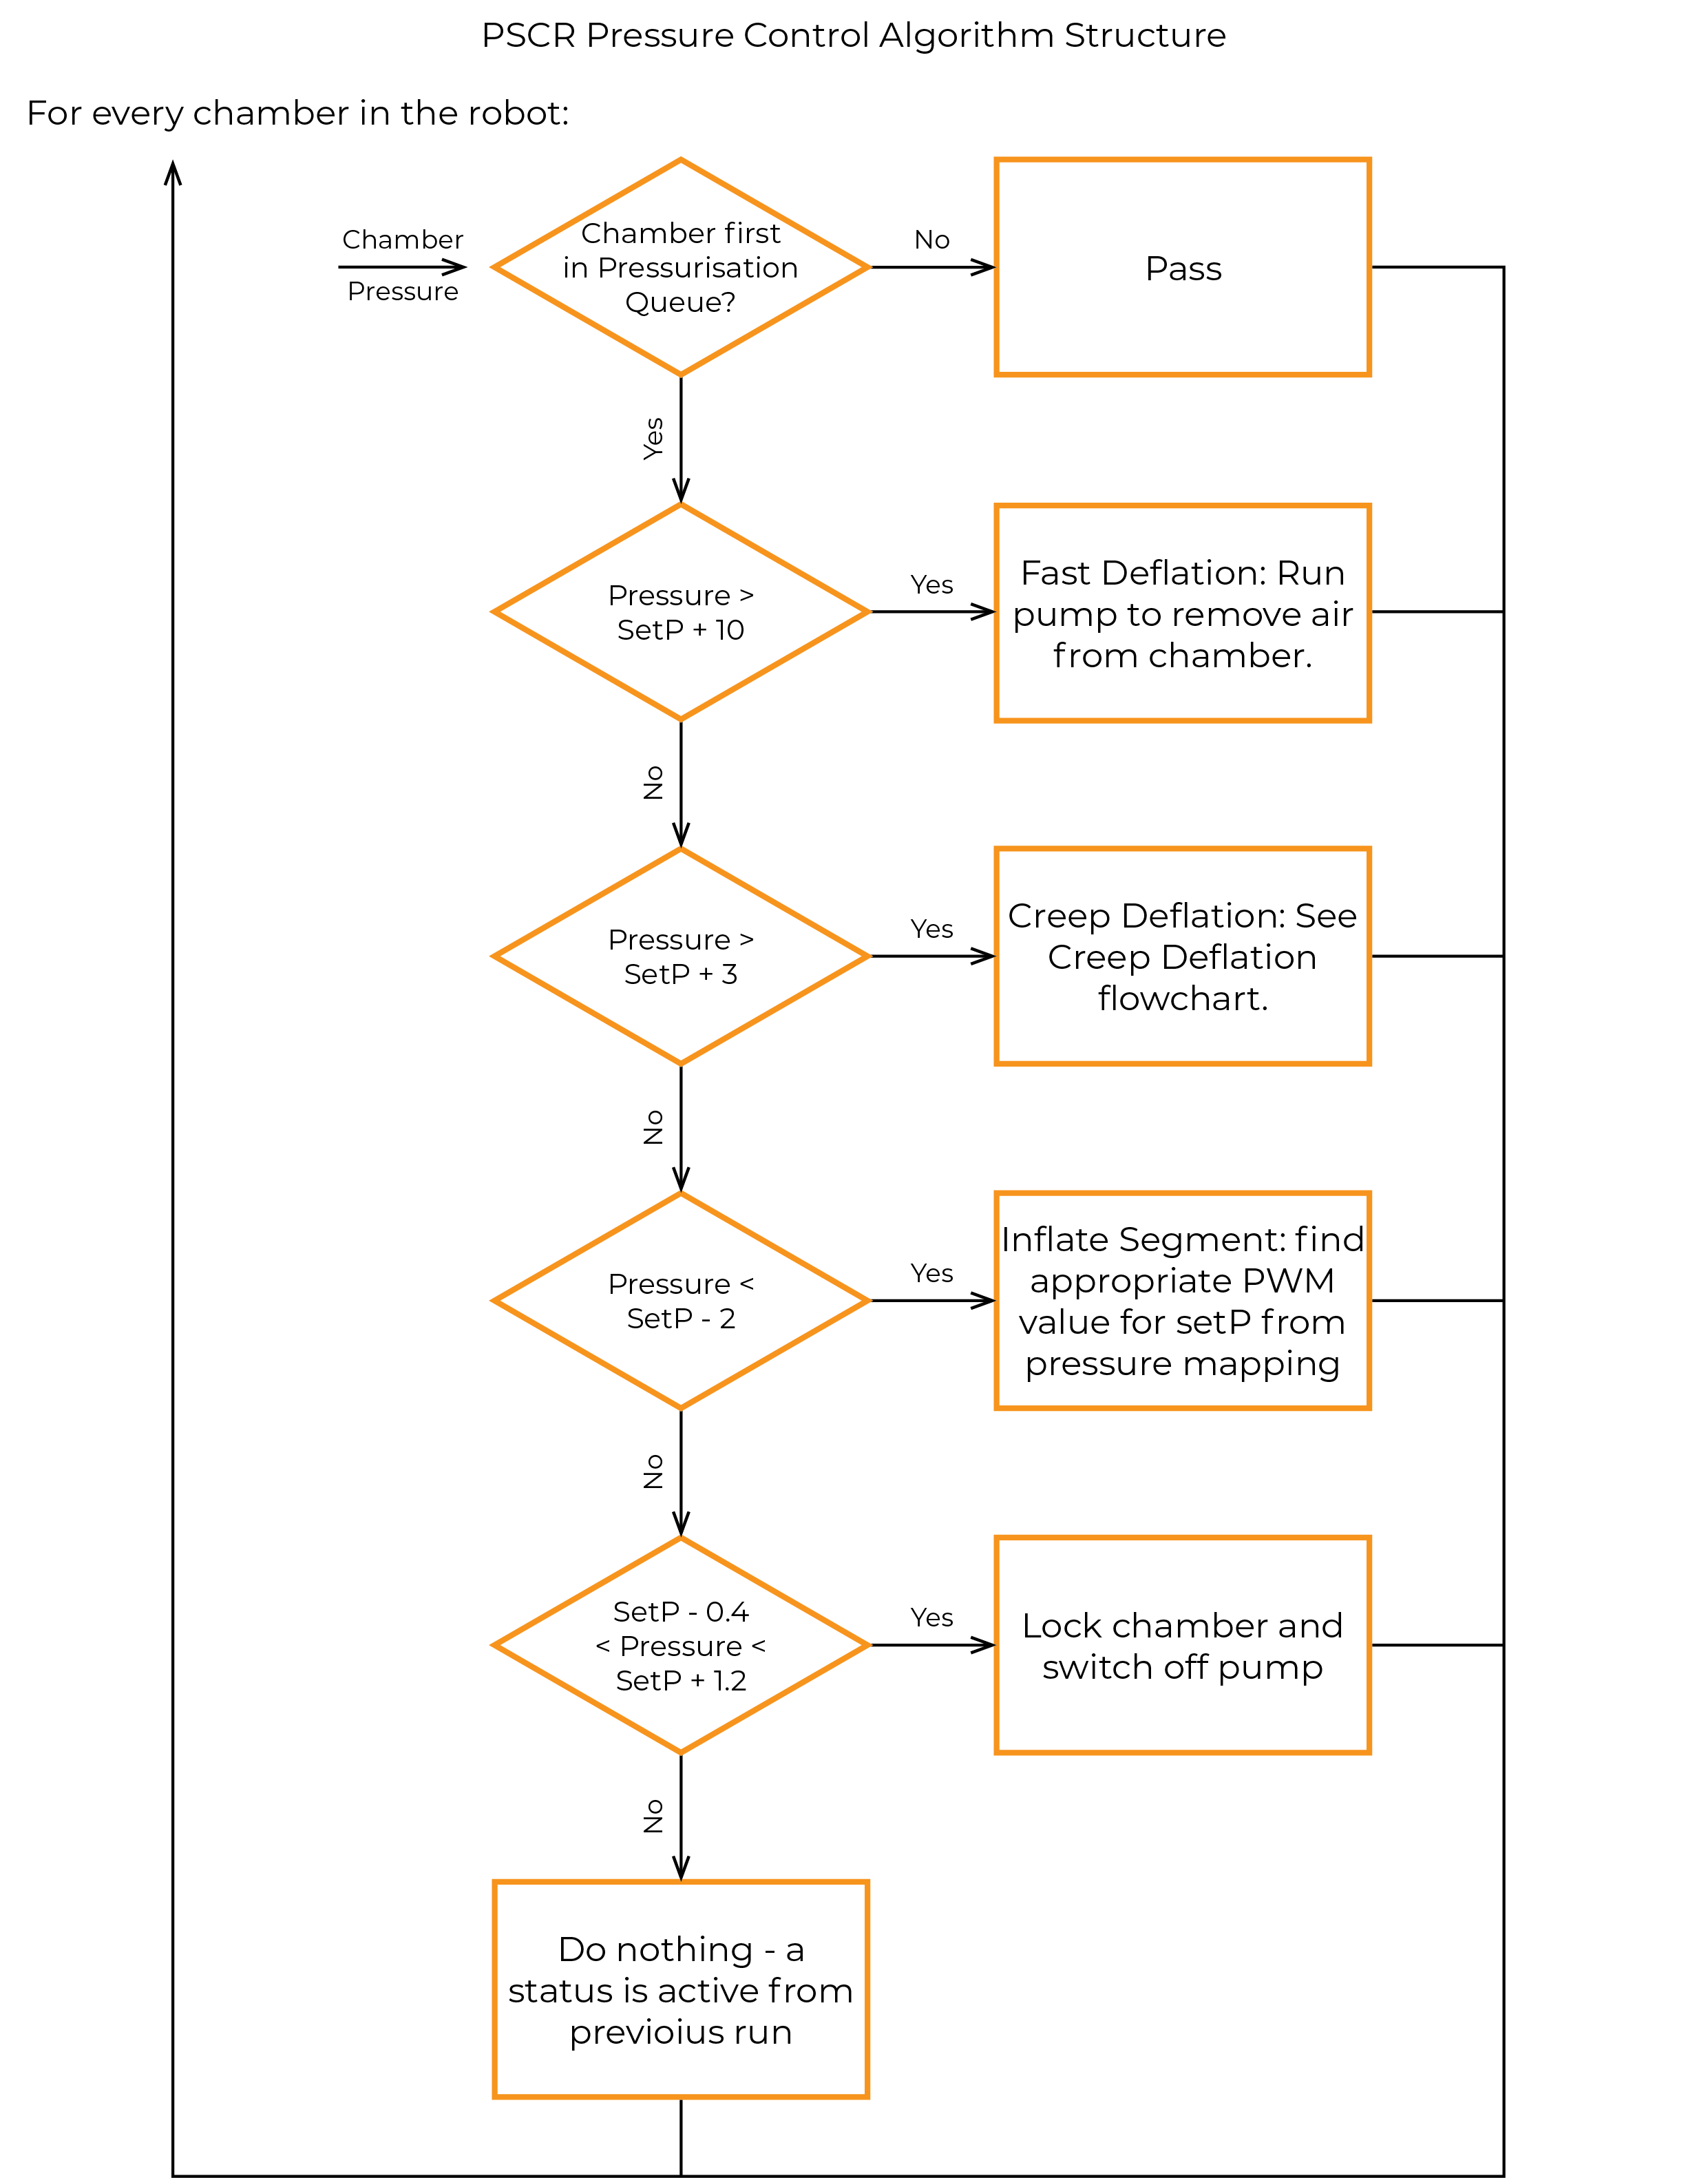 PSCR Pressure Control Algorithm Structure
For every chamber in the robot:
Chamber
Pressure
Chamber first
in Pressurisation
Queue?
No
Pass
Yes
Pressure >
SetP + 10
Yes
Fast Deflation: Run
pump to remove air
from chamber.
No
Pressure >
SetP + 3
Yes
Creep Deflation: See
Creep Deflation
flowchart.
No
Pressure <
SetP - 2
Yes
Inflate Segment: find
appropriate PWM
value for setP from
pressure mapping
No
SetP - 0.4
< Pressure <
SetP + 1.2
Yes
Lock chamber and
switch off pump
No
Do nothing - a
status is active from
previoius run